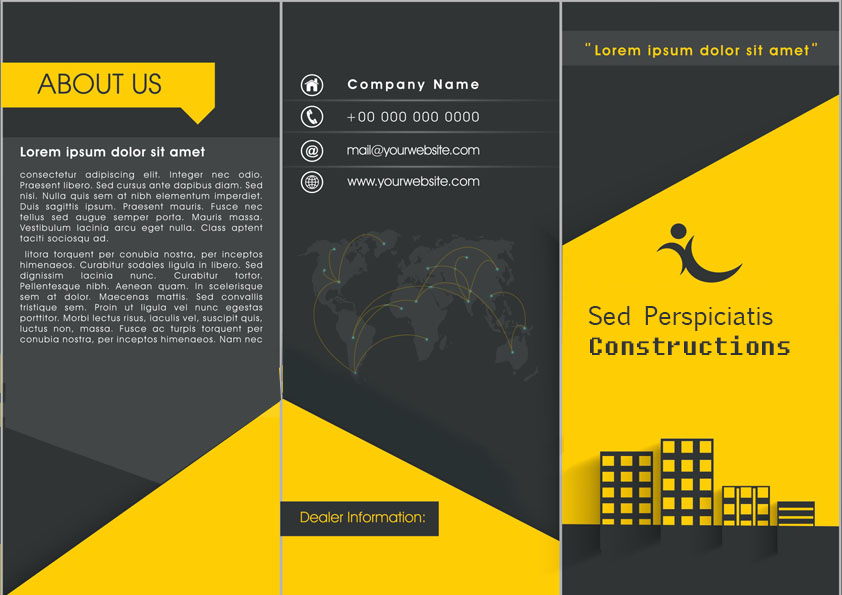 ABOUT US
Lorem ipsum dolor sit amet
consectetur adipiscing elit. Integer nec odio.
Praesent libero. Sed cursus ante dapibus diam. Sed
nisi. Nulla quis sem at nibh elementum imperdiet.
Duis sagittis ipsum. Praesent mauris. Fusce nec
tellus sed augue semper porta. Mauris massa.
Vestibulum lacinia arcu eget nulla. Class aptent
taciti sociosqu ad.
litora torquent per conubia nostra, per inceptos
himenaeos. Curabitur sodales ligula in libero. Sed
dignissim lacinia nunc. Curabitur tortor.
Pellentesque nibh. Aenean quam. In scelerisque
sem at dolor. Maecenas mattis. Sed convallis
tristique sem. Proin ut ligula vel nunc egestas
porttitor. Morbi lectus risus, iaculis vel, suscipit quis,
luctus non, massa. Fusce ac turpis torquent per
conubia nostra, per inceptos himenaeos. Nam nec
Company Name
+00 000 000 0000
mail@yourwebsite.com
www.yourwebsite.com
Dealer Information:
"Lorem ipsum dolor sit amet"
Sed Perspiciatis
Constructions